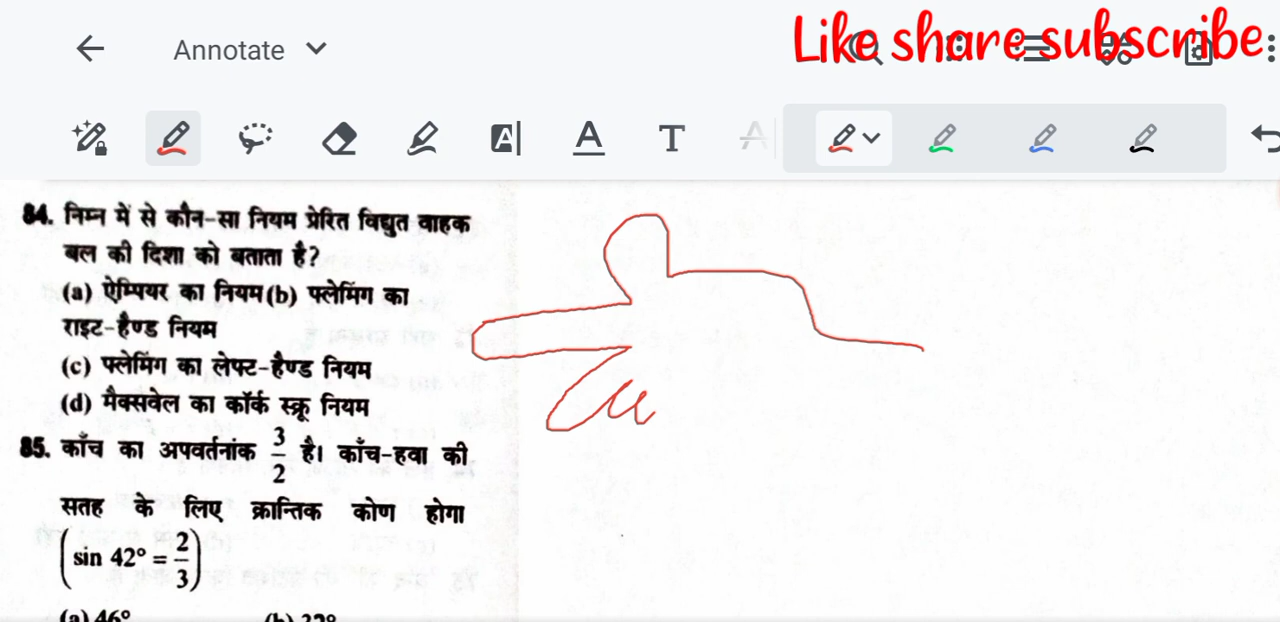 Like share subscribe
Annotate
A
A
T
A
84. निम्न में से कौन-सा नियम प्रेरित विद्युत वाहक
बल की दिशा को बताता है?
(a) ऐम्पियर का नियम (b) फ्लेमिंग का
राइट-हैण्ड नियम
(c) फ्लेमिंग का लेफ्ट-हैण्ड नियम
(d) मैक्सवेल का कॉर्क स्क्रू नियम
85. काँच का अपवर्तनांक 3/2 है। काँच-हवा की
सतह के लिए क्रान्तिक कोण होगा
(sin 42° = 2/3)
(a) 46°